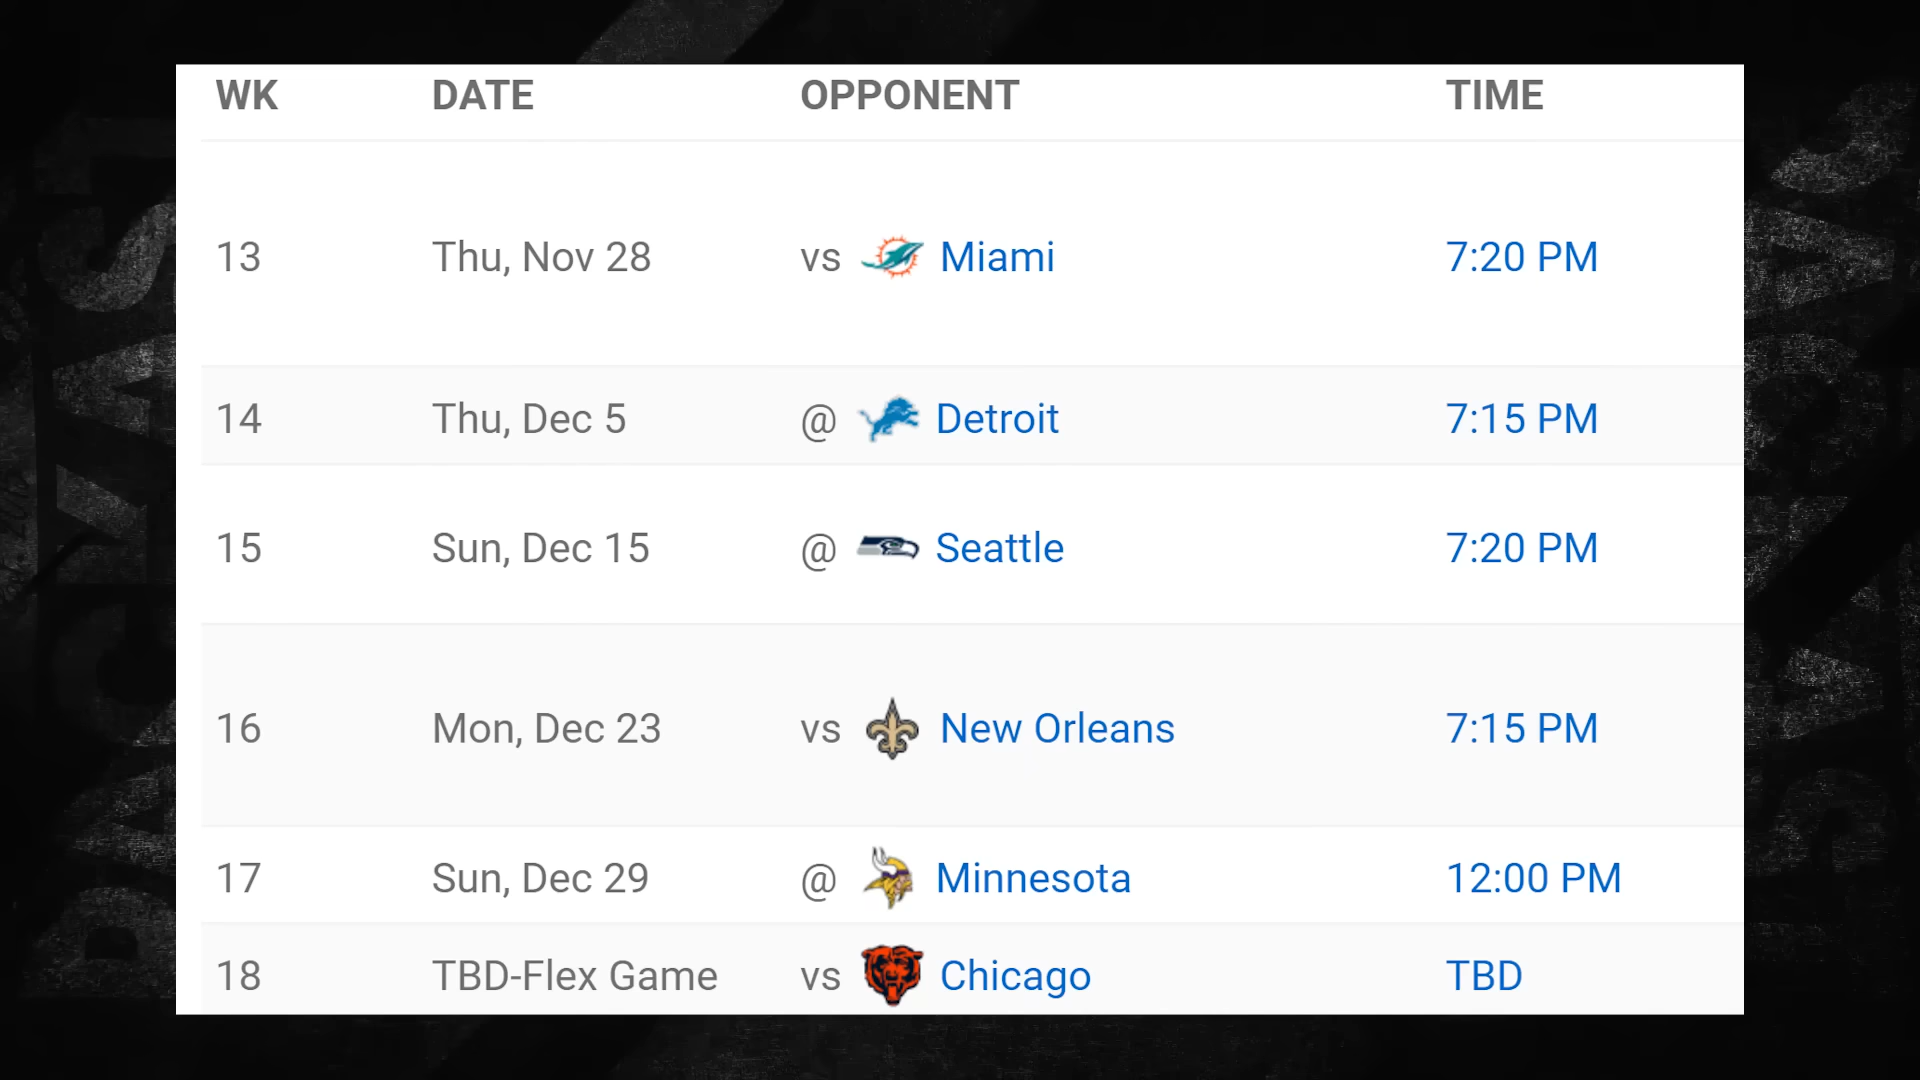 WK DATE OPPONENT TIME
13 Thu, Nov 28 vs Miami 7:20 PM
14 Thu, Dec 5 @ Detroit 7:15 PM
15 Sun, Dec 15 @ Seattle 7:20 PM
16 Mon, Dec 23 vs New Orleans 7:15 PM
17 Sun, Dec 29 @ Minnesota 12:00 PM
18 TBD-Flex Game vs Chicago TBD